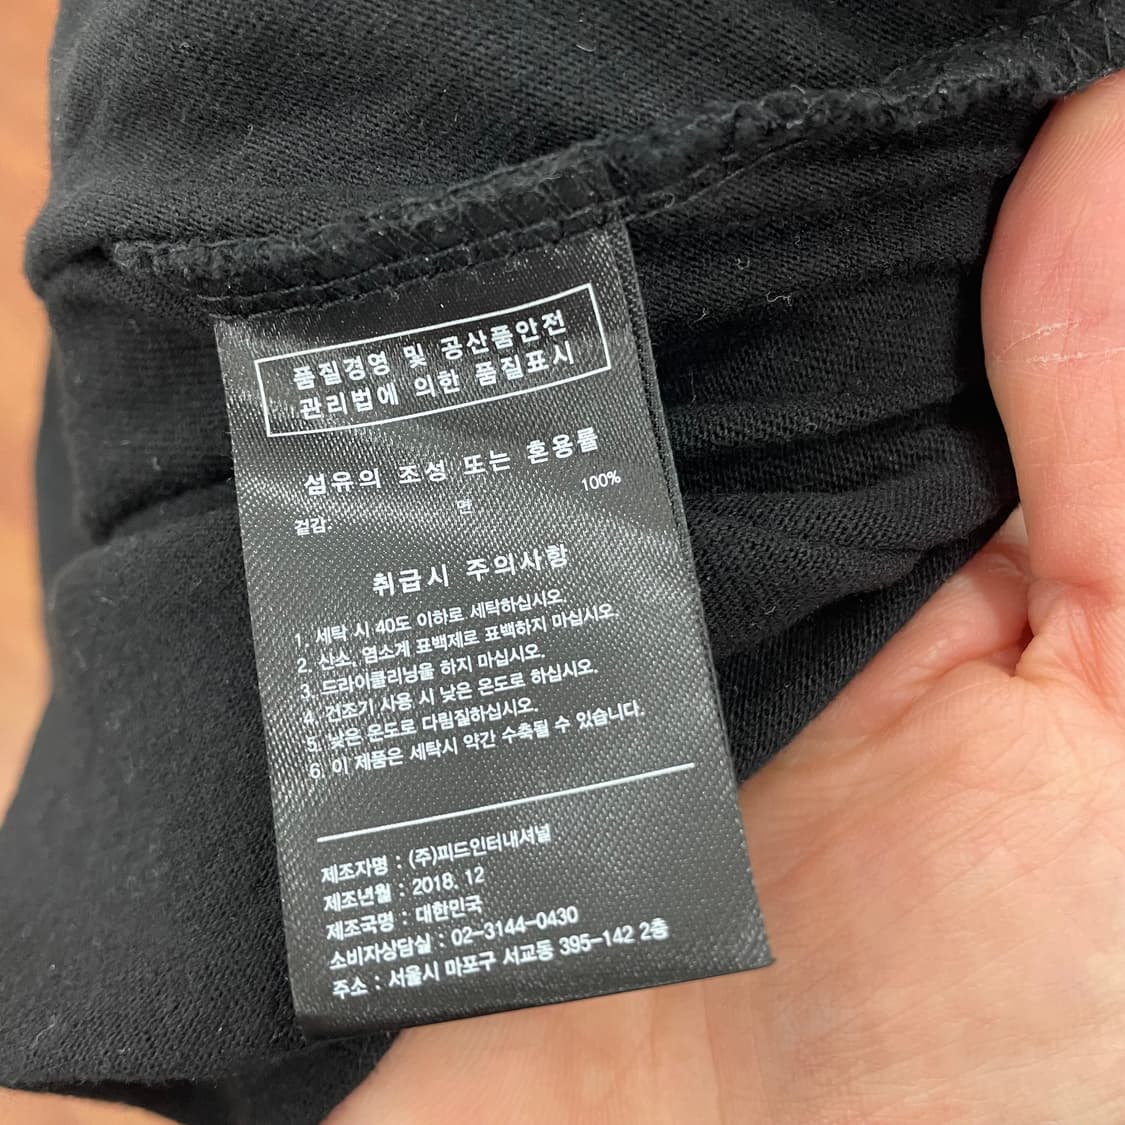 품질경영 및 공산품안전
관리법에 의한 품질표시
섬유의 조성 또는 혼용률
겉감 면 100%
취급시 주의사항
1. 세탁 시 40도 이하로 세탁하십시오.
2. 산소, 염소계 표백제로 표백하지 마십시오.
3. 드라이클리닝을 하지 마십시오.
4. 건조기 사용 시 낮은 온도로 하십시오.
5. 낮은 온도로 다림질하십시오.
6. 이 제품은 세탁시 약간 수축될 수 있습니다.
제조자명 : (주)피드인터내셔널
제조년월 : 2018. 12
제조국명 : 대한민국
소비자상담실 : 02-3144-0430
주소 : 서울시 마포구 서교동 395-142 2층